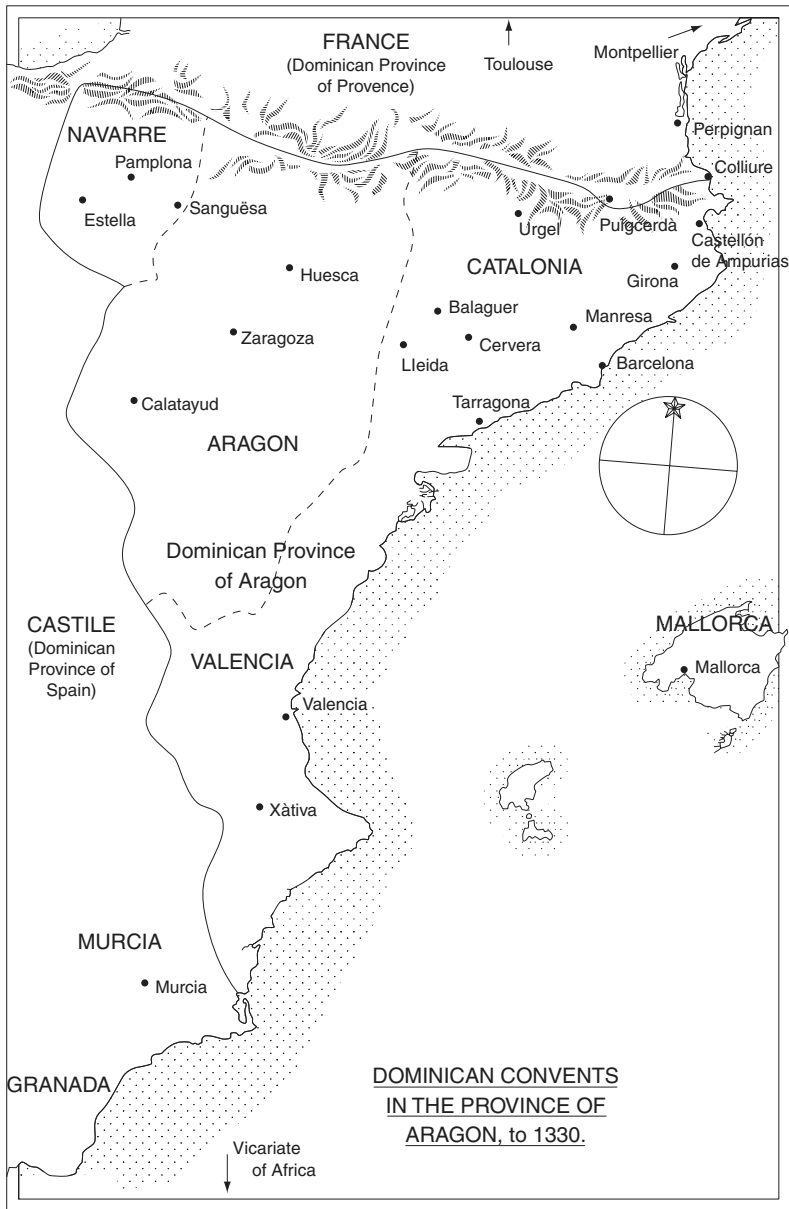 FRANCE
(Dominican Province
of Provence)
Toulouse
Montpellier
Perpignan
NAVARRE
Pamplona
Colliure
Estella
Sanguësa
Urgel
Puigcerdà
Castellón
de Ampurias
CATALONIA
Huesca
Girona
Balaguer
Manresa
Zaragoza
Cervera
Lleida
Barcelona
Calatayud
Tarragona
ARAGON
Dominican Province
of Aragon
CASTILE
(Dominican
Province of
Spain)
MALLORCA
VALENCIA
Mallorca
Valencia
Xàtiva
MURCIA
Murcia
GRANADA
DOMINICAN CONVENTS
IN THE PROVINCE OF
ARAGON, to 1330.
Vicariate
of Africa